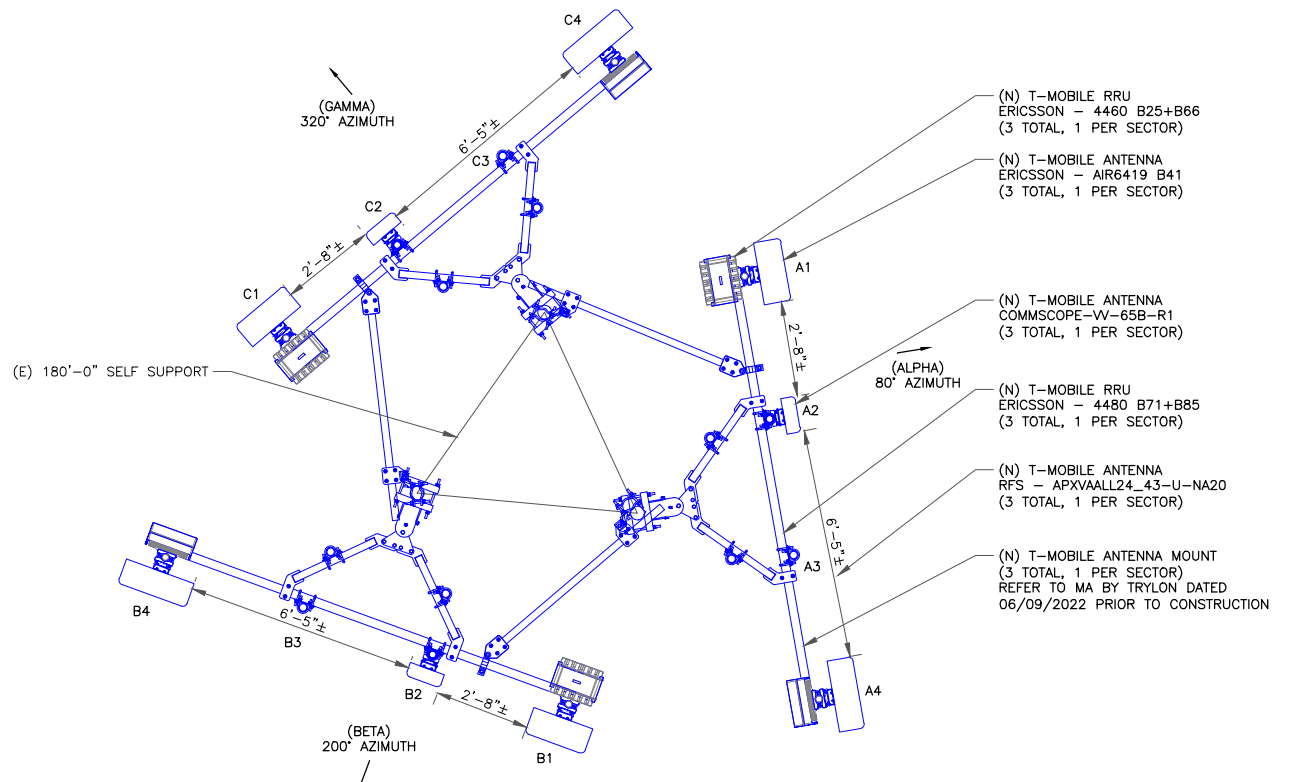 C4
(GAMMA)
320° AZIMUTH
6'-5"±
C3
C2
2'-8"±
C1
(E) 180'-0" SELF SUPPORT
(N) T-MOBILE RRU
ERICSSON - 4460 B25+B66
(3 TOTAL, 1 PER SECTOR)
(N) T-MOBILE ANTENNA
ERICSSON - AIR6419 B41
(3 TOTAL, 1 PER SECTOR)
A1
2'-8"±
(N) T-MOBILE ANTENNA
COMMSCOPE-VV-65B-R1
(3 TOTAL, 1 PER SECTOR)
(ALPHA)
80° AZIMUTH
A2
(N) T-MOBILE RRU
ERICSSON - 4480 B71+B85
(3 TOTAL, 1 PER SECTOR)
(N) T-MOBILE ANTENNA
RFS - APXVAALL24_43-U-NA20
(3 TOTAL, 1 PER SECTOR)
6'-5"±
A3
(N) T-MOBILE ANTENNA MOUNT
(3 TOTAL, 1 PER SECTOR)
REFER TO MA BY TRYLON DATED
06/09/2022 PRIOR TO CONSTRUCTION
A4
B4
6'-5"±
B3
B2
2'-8"±
B1
(BETA)
200° AZIMUTH